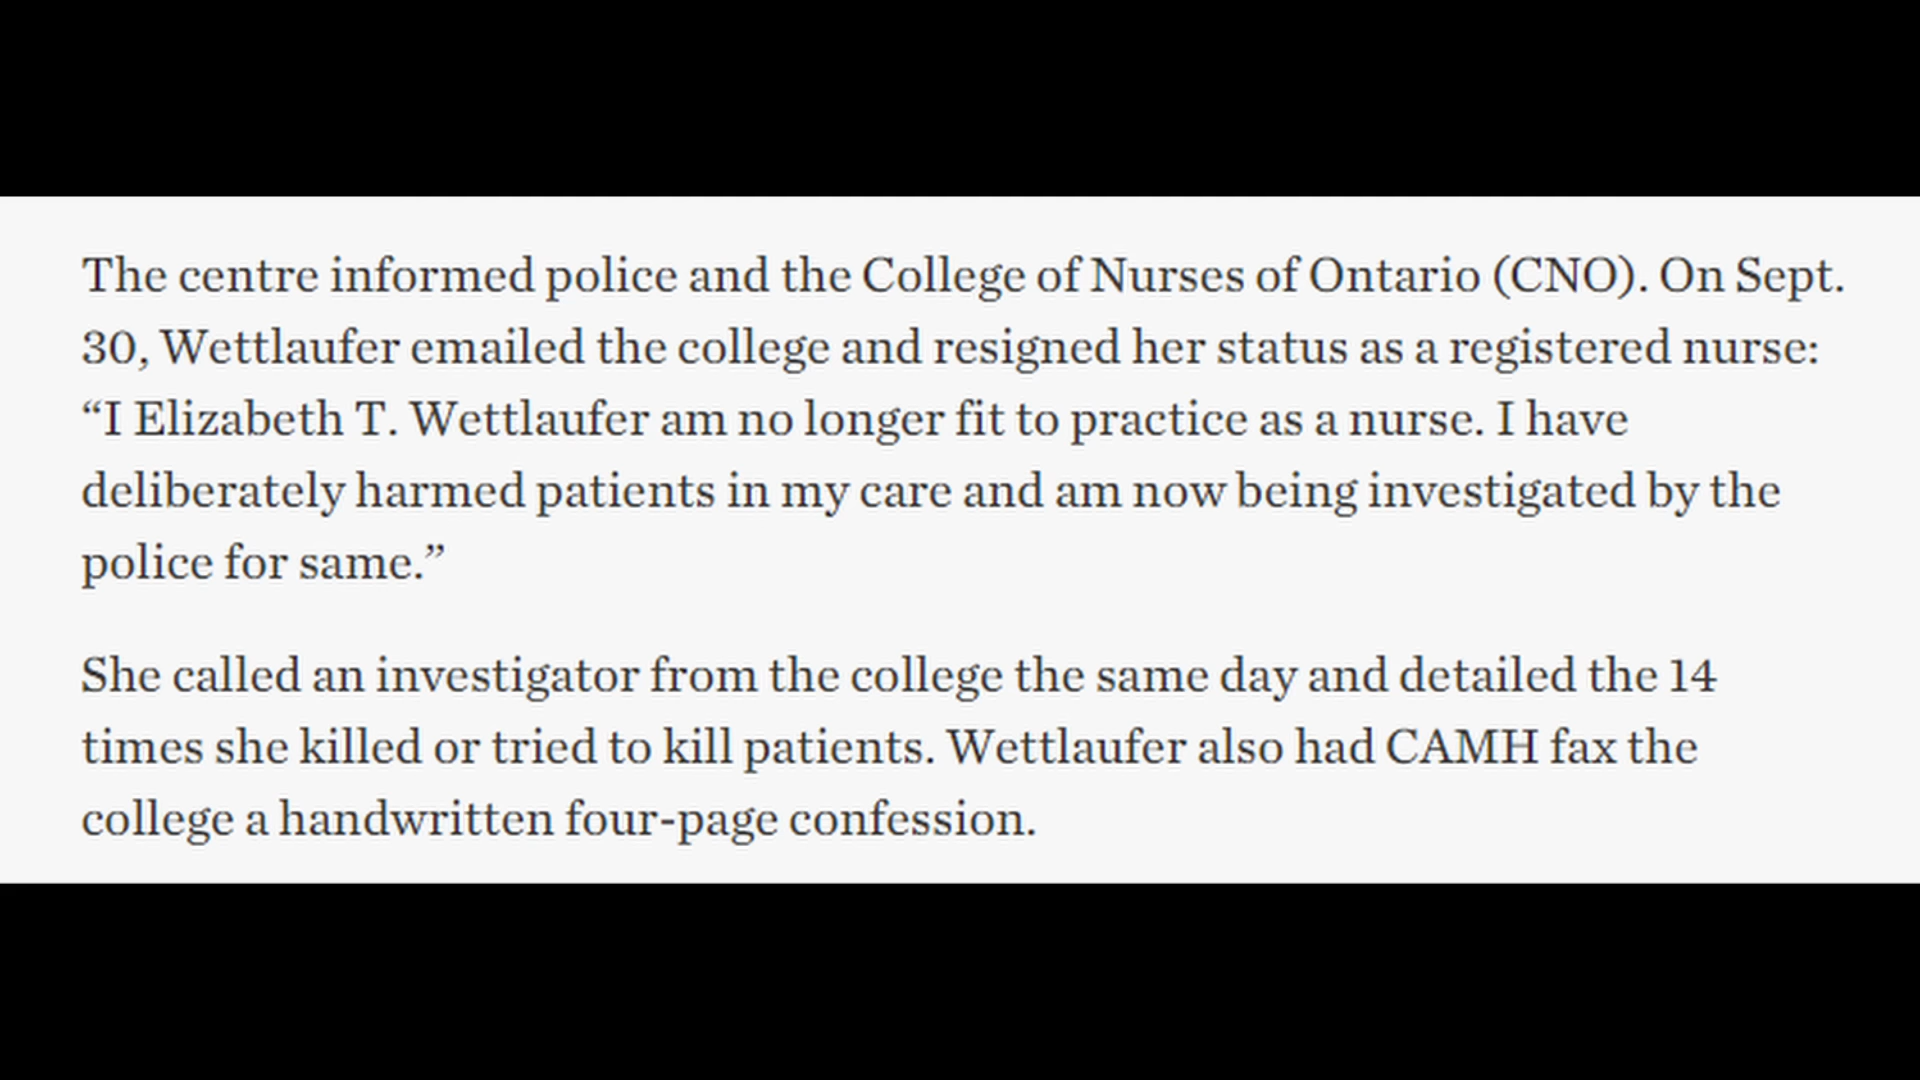 The centre informed police and the College of Nurses of Ontario (CNO). On Sept.
30, Wettlaufer emailed the college and resigned her status as a registered nurse:
“I Elizabeth T. Wettlaufer am no longer fit to practice as a nurse. I have
deliberately harmed patients in my care and am now being investigated by the
police for same.”
She called an investigator from the college the same day and detailed the 14
times she killed or tried to kill patients. Wettlaufer also had CAMH fax the
college a handwritten four-page confession.